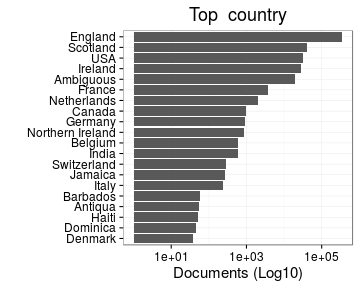 Top country
England
Scotland
USA
Ireland
Ambiguous
France
Netherlands
Canada
Germany
Northern Ireland
Belgium
India
Switzerland
Jamaica
Italy
Barbados
Antiqua
Haiti
Dominica
Denmark
1e+01 1e+03 1e+05
Documents (Log10)